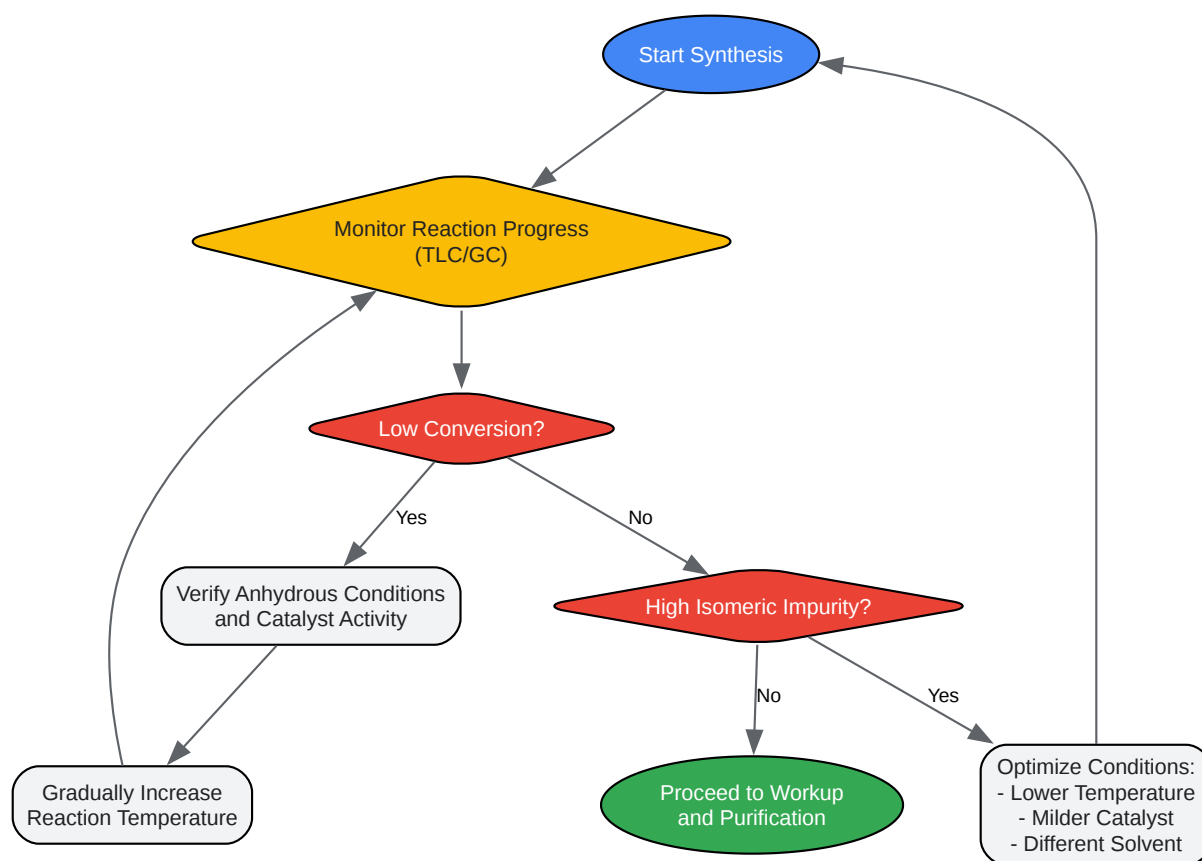 Start Synthesis
Monitor Reaction Progress
(TLC/GC)
Low Conversion?
Yes
No
Verify Anhydrous Conditions
and Catalyst Activity
High Isomeric Impurity?
No
Yes
Gradually Increase
Reaction Temperature
Proceed to Workup
and Purification
Optimize Conditions:
- Lower Temperature
- Milder Catalyst
- Different Solvent